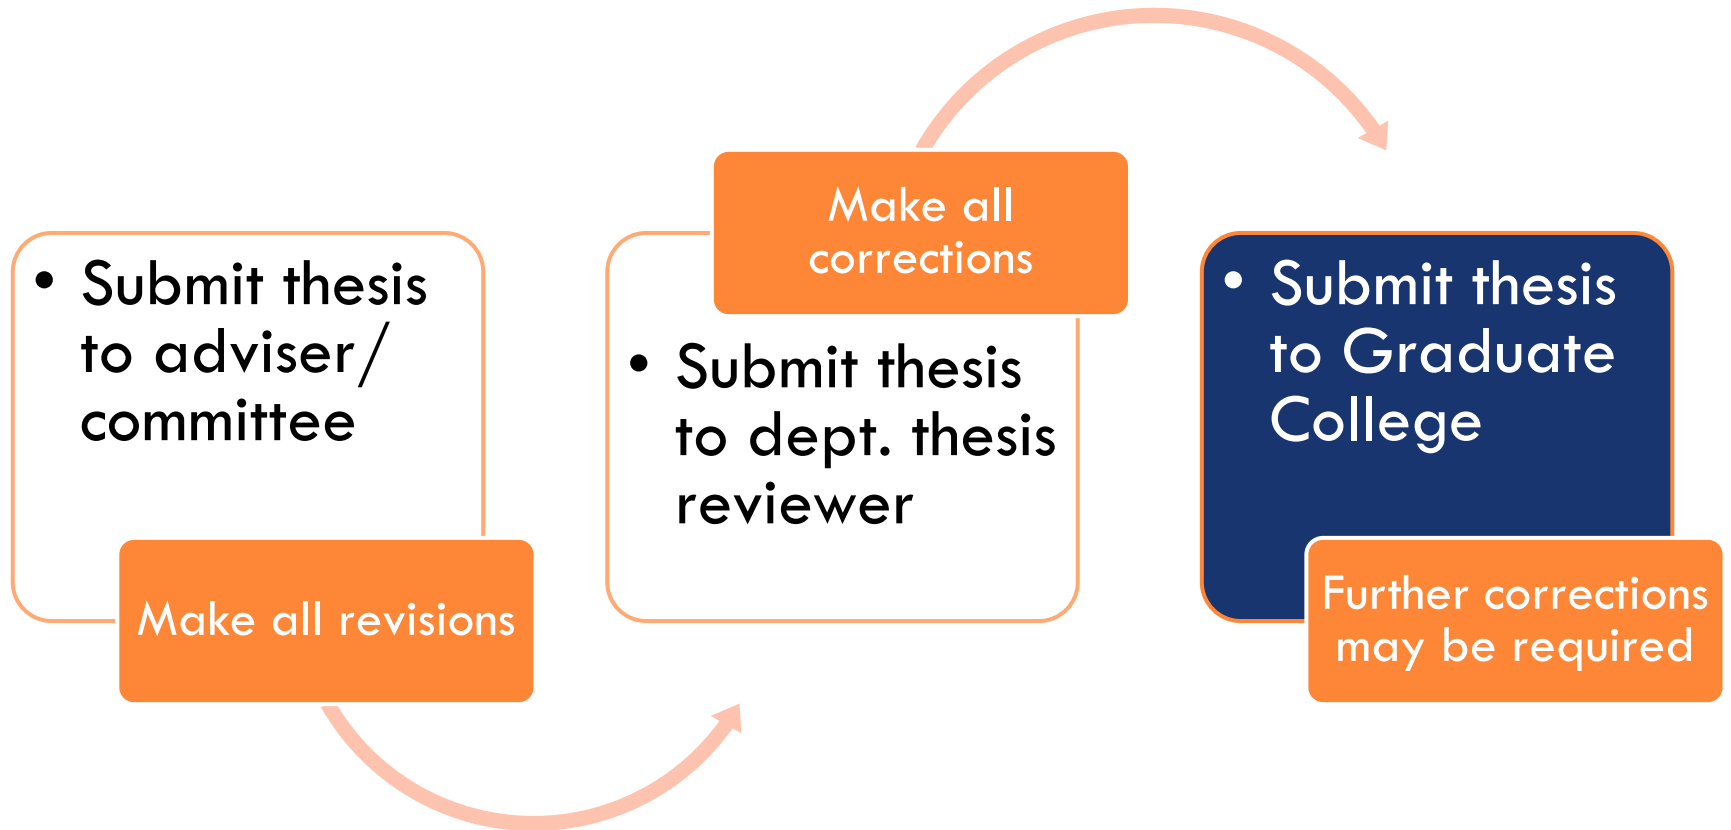 • Submit thesis
to adviser/
committee
Make all revisions
Make all
corrections
• Submit thesis
to dept. thesis
reviewer
• Submit thesis
to Graduate
College
Further corrections
may be required